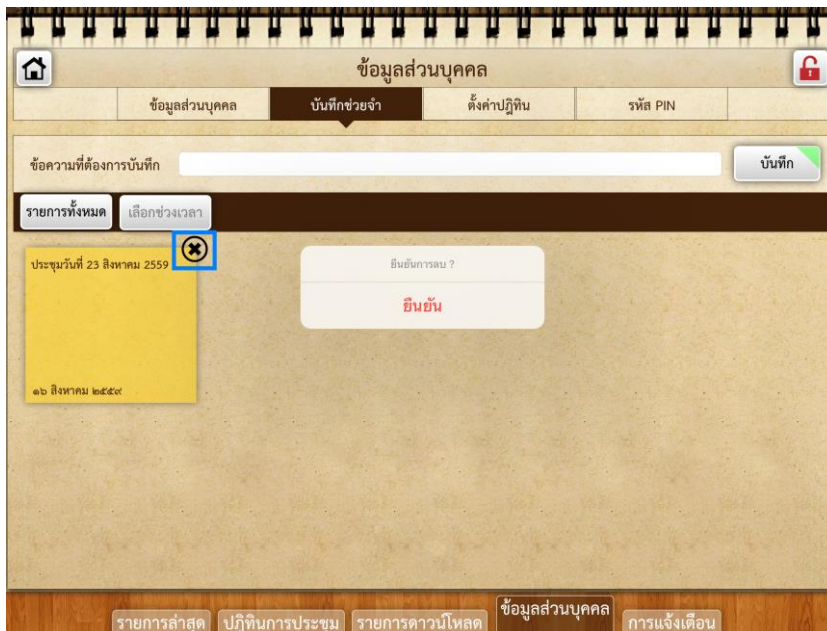 ข้อมูลส่วนบุคคล
ข้อมูลส่วนบุคคล บันทึกช่วยจำ ตั้งค่าปฏิทิน รหัส PIN
ข้อความที่ต้องการบันทึก บันทึก
รายการทั้งหมด เลือกช่วงเวลา
ประชุมวันที่ 23 สิงหาคม 2559
ยืนยันการลบ ?
ยืนยัน
๑๖ สิงหาคม ๒๕๕๙
รายการล่าสุด ปฏิทินการประชุม รายการดาวน์โหลด ข้อมูลส่วนบุคคล การแจ้งเตือน